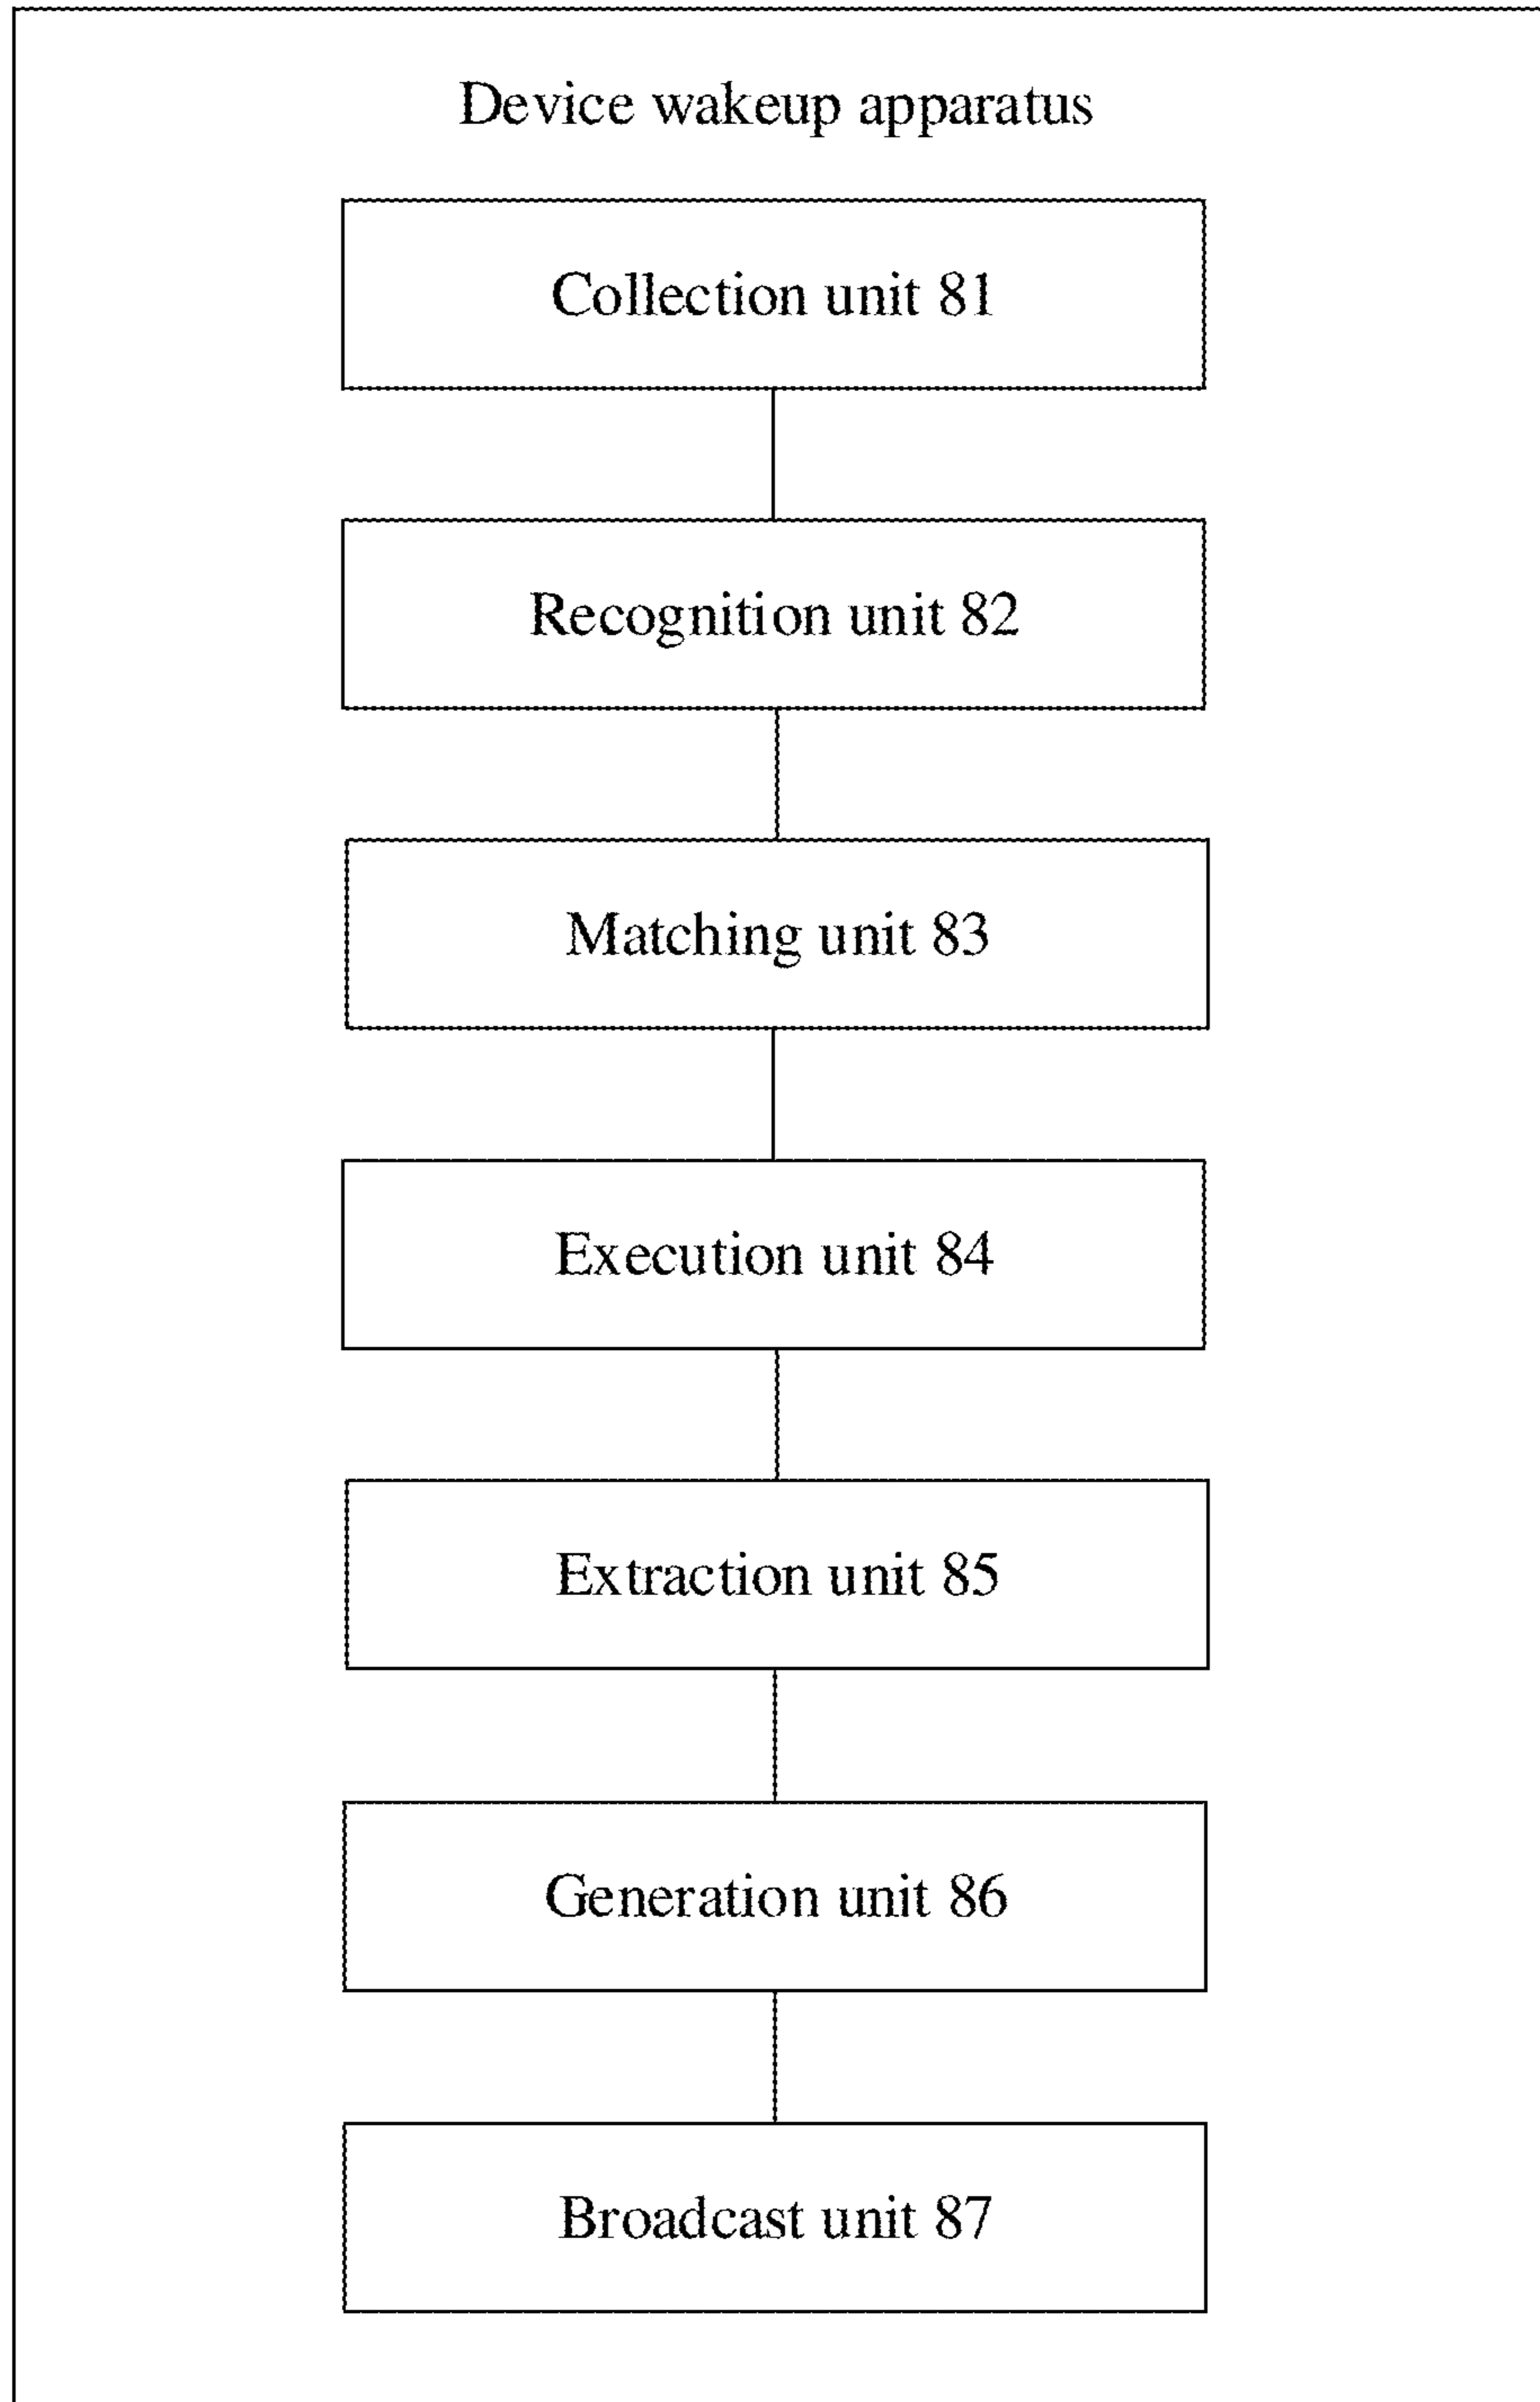 Device wakeup apparatus
Collection unit 81
Recognition unit 82
Matching unit 83
Execution unit 84
Extraction unit 85
Generation unit 86
Broadcast unit 87